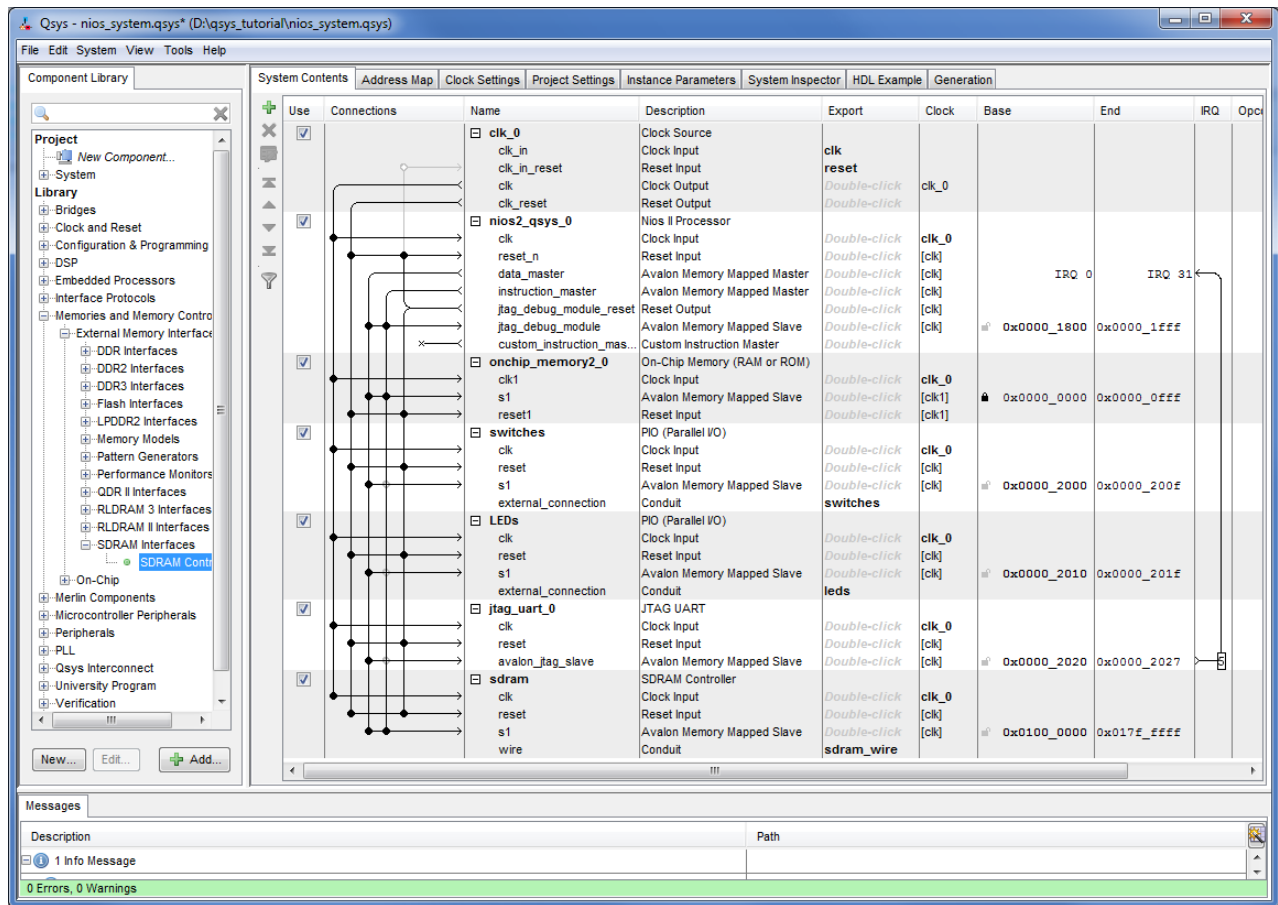 Qsys - nios_system.qsys* (D:\qsys_tutorial\nios_system.qsys)
File Edit System View Tools Help
Component Library
Project
New Component...
System
Library
Bridges
Clock and Reset
Configuration & Programming
DSP
Embedded Processors
Interface Protocols
Memories and Memory Contro
External Memory Interface
DDR Interfaces
DDR2 Interfaces
DDR3 Interfaces
Flash Interfaces
LPDDR2 Interfaces
Memory Models
Pattern Generators
Performance Monitors
QDR II Interfaces
RLDRAM 3 Interfaces
RLDRAM II Interfaces
SDRAM Interfaces
SDRAM Contr
On-Chip
Merlin Components
Microcontroller Peripherals
Peripherals
PLL
Qsys Interconnect
University Program
Verification
New... Edit... Add...
System Contents Address Map Clock Settings Project Settings Instance Parameters System Inspector HDL Example Generation
Use Connections Name Description Export Clock Base End IRQ Opco
clk_0 Clock Source
clk_in Clock Input clk
clk_in_reset Reset Input reset
clk Clock Output Double-click clk_0
clk_reset Reset Output Double-click
nios2_qsys_0 Nios II Processor
clk Clock Input Double-click clk_0
reset_n Reset Input Double-click [clk]
data_master Avalon Memory Mapped Master Double-click [clk] IRQ 0 IRQ 31
instruction_master Avalon Memory Mapped Master Double-click [clk]
jtag_debug_module_reset Reset Output Double-click [clk]
jtag_debug_module Avalon Memory Mapped Slave Double-click [clk] 0x0000_1800 0x0000_1fff
custom_instruction_mas... Custom Instruction Master Double-click
onchip_memory2_0 On-Chip Memory (RAM or ROM)
clk1 Clock Input Double-click clk_0
s1 Avalon Memory Mapped Slave Double-click [clk1] 0x0000_0000 0x0000_0fff
reset1 Reset Input Double-click [clk1]
switches PIO (Parallel I/O)
clk Clock Input Double-click clk_0
reset Reset Input Double-click [clk]
s1 Avalon Memory Mapped Slave Double-click [clk] 0x0000_2000 0x0000_200f
external_connection Conduit switches
LEDs PIO (Parallel I/O)
clk Clock Input Double-click clk_0
reset Reset Input Double-click [clk]
s1 Avalon Memory Mapped Slave Double-click [clk] 0x0000_2010 0x0000_201f
external_connection Conduit leds
jtag_uart_0 JTAG UART
clk Clock Input Double-click clk_0
reset Reset Input Double-click [clk]
avalon_jtag_slave Avalon Memory Mapped Slave Double-click [clk] 0x0000_2020 0x0000_2027 5
sdram SDRAM Controller
clk Clock Input Double-click clk_0
reset Reset Input Double-click [clk]
s1 Avalon Memory Mapped Slave Double-click [clk] 0x0100_0000 0x017f_ffff
wire Conduit sdram_wire
Messages
Description Path
1 Info Message
0 Errors, 0 Warnings